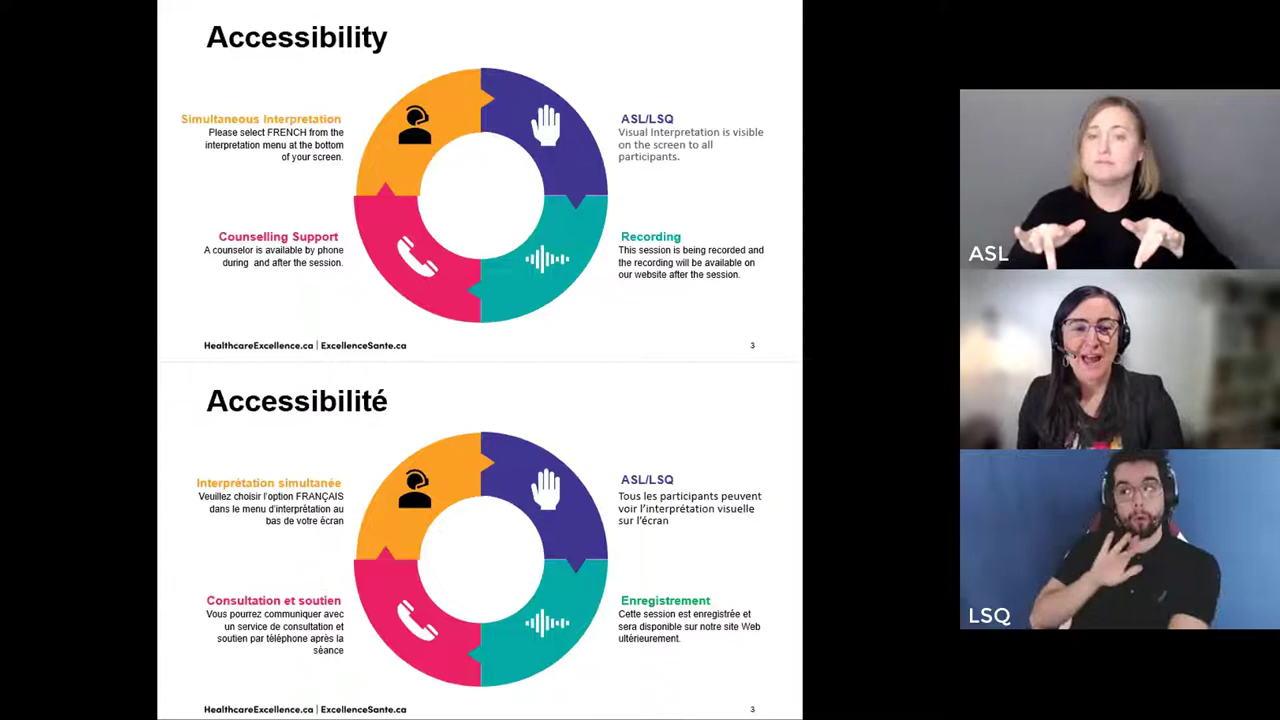 Accessibility
Simultaneous Interpretation
Please select FRENCH from the
interpretation menu at the bottom
of your screen.
ASL/LSQ
Visual Interpretation is visible
on the screen to all
participants.
Counselling Support
A counselor is available by phone
during and after the session.
Recording
This session is being recorded and
the recording will be available on
our website after the session.
HealthcareExcellence.ca | ExcellenceSante.ca
3
Accessibilité
Interprétation simultanée
Veuillez choisir l'option FRANÇAIS
dans le menu d'interprétation au
bas de votre écran
ASL/LSQ
Tous les participants peuvent
voir l'interprétation visuelle
sur l'écran
Consultation et soutien
Vous pourrez communiquer avec
un service de consultation et
soutien par téléphone après la
séance
Enregistrement
Cette session est enregistrée et
sera disponible sur notre site Web
ultérieurement.
HealthcareExcellence.ca | ExcellenceSante.ca
3
ASL
LSQ